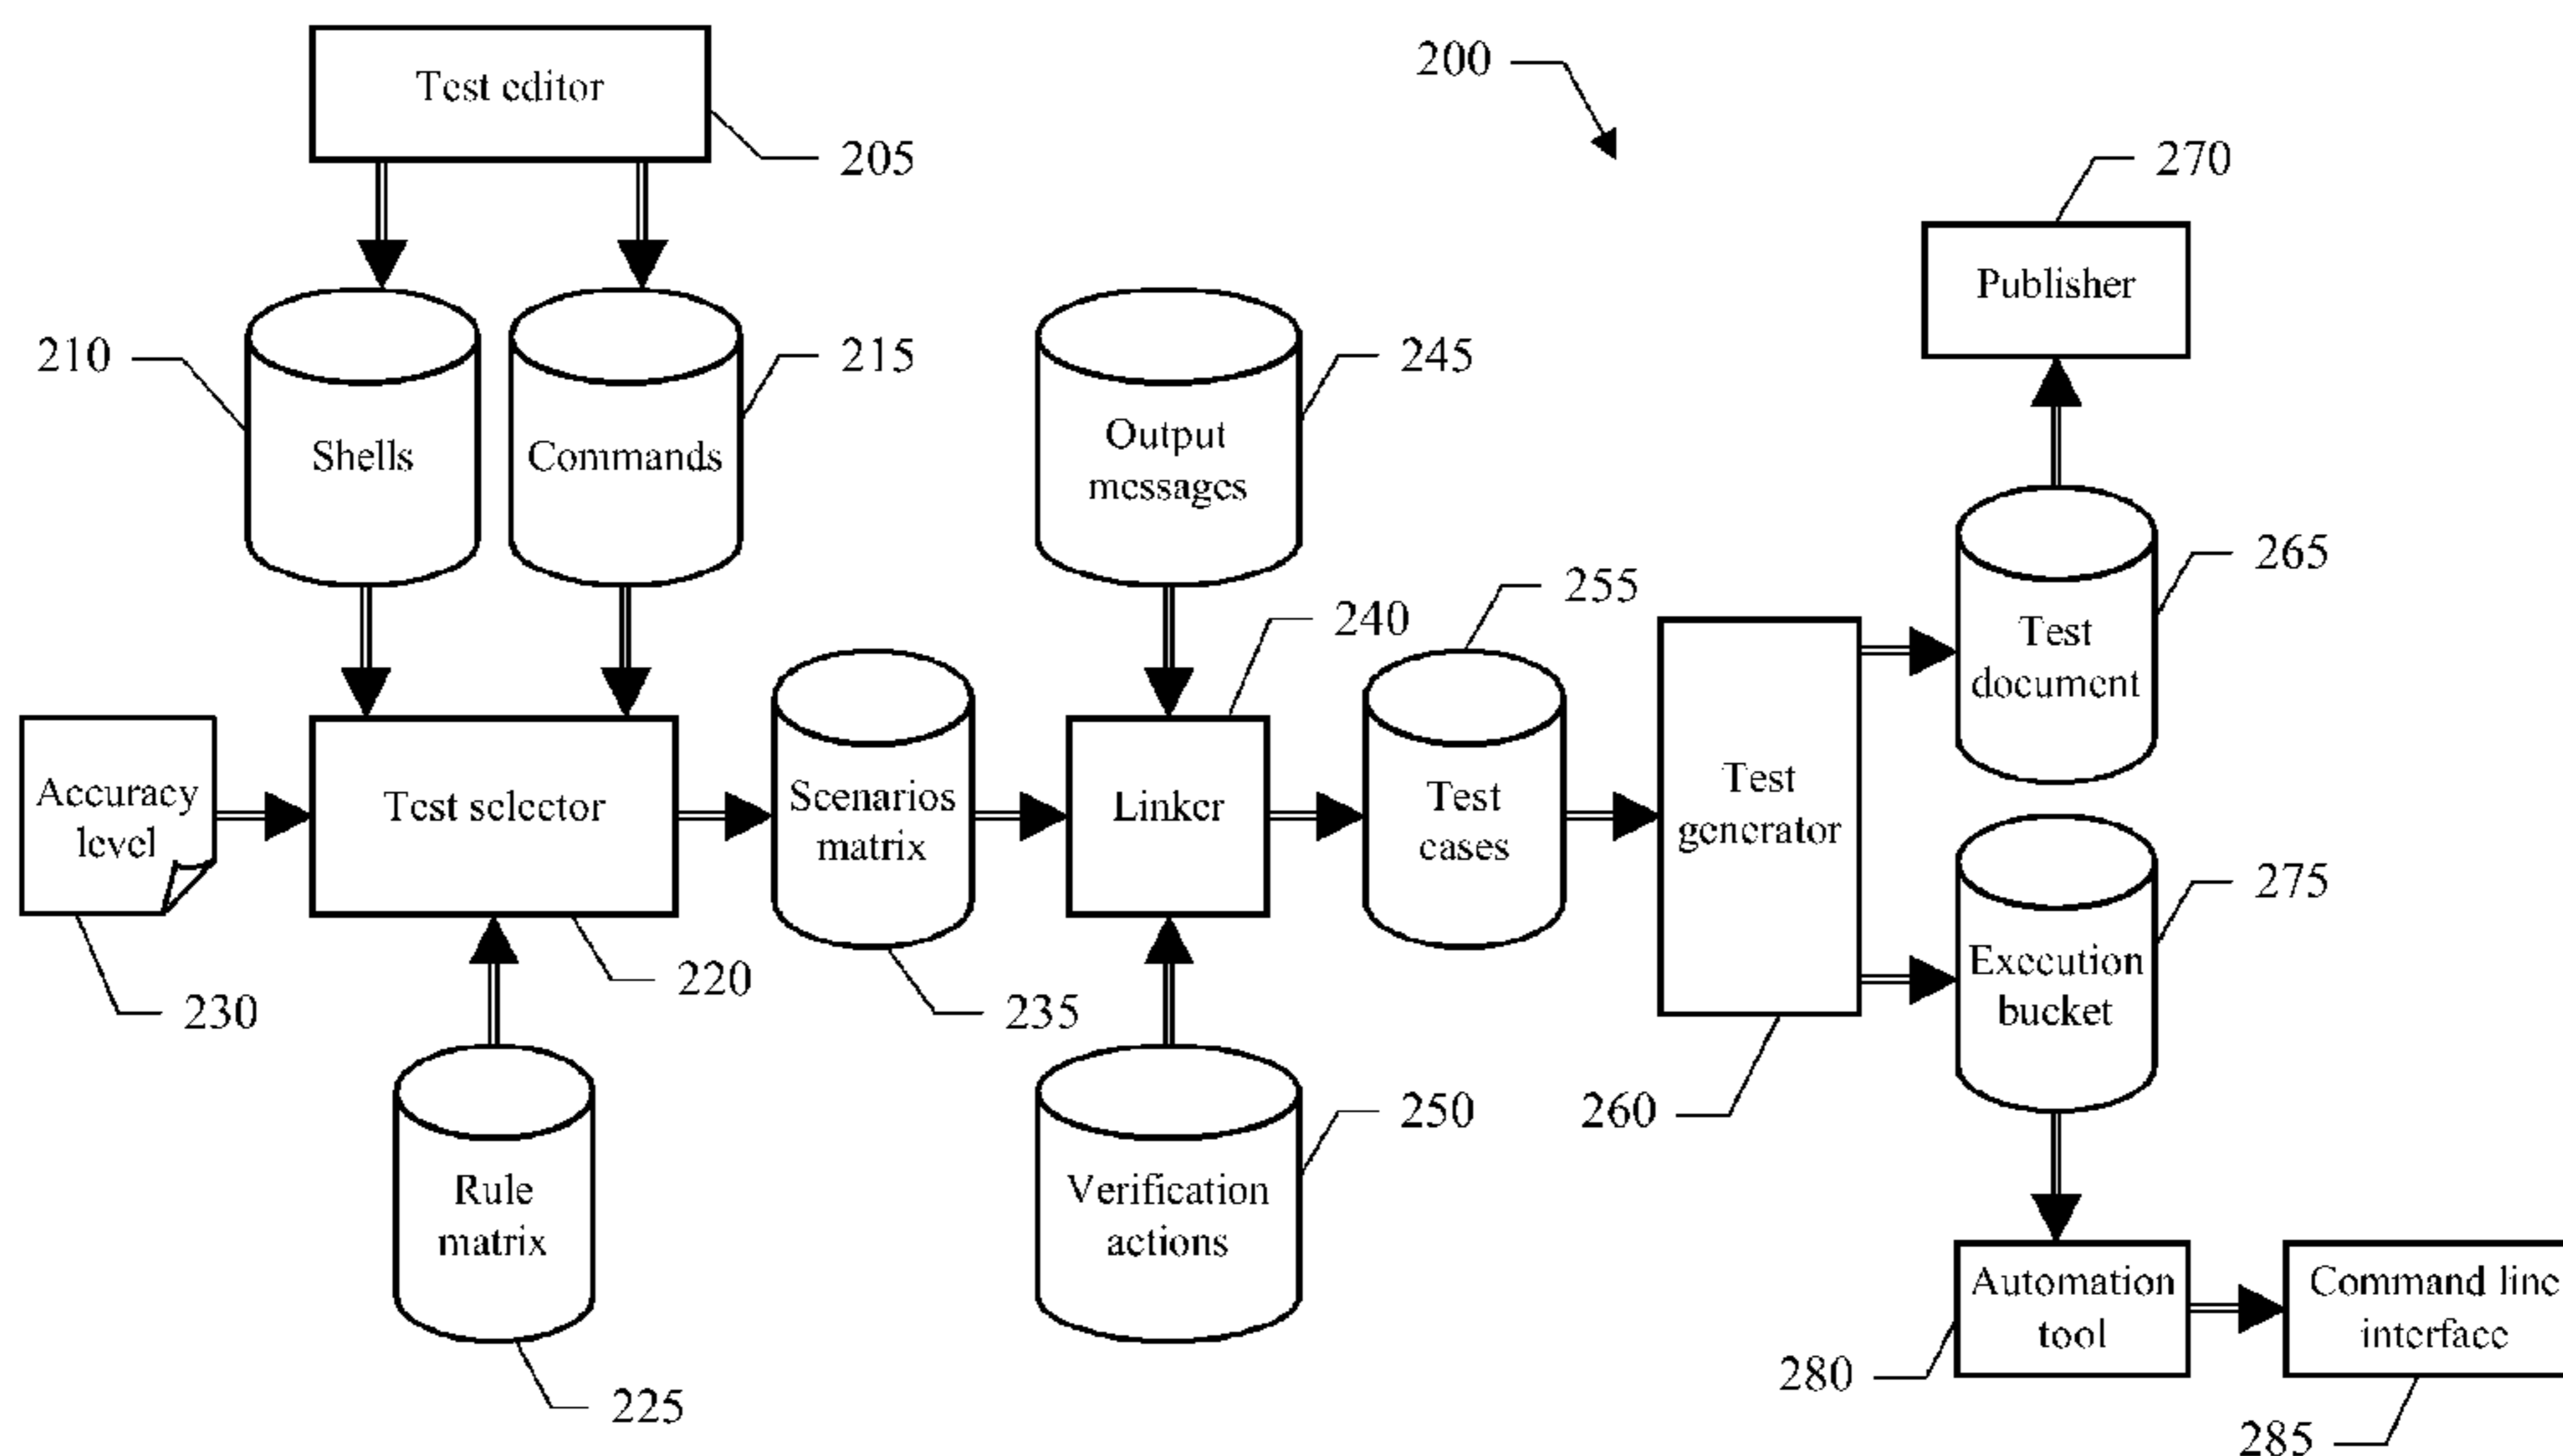 Test editor
200
205
270
Publisher
210
Shells
Commands
215
Output
messages
245
265
Test
document
255
240
Accuracy
level
Test selector
Scenarios
matrix
Linker
Test
cases
Test
generator
275
Execution
bucket
230
220
235
260
250
Rule
matrix
Verification
actions
225
Automation
tool
Command line
interface
280
285